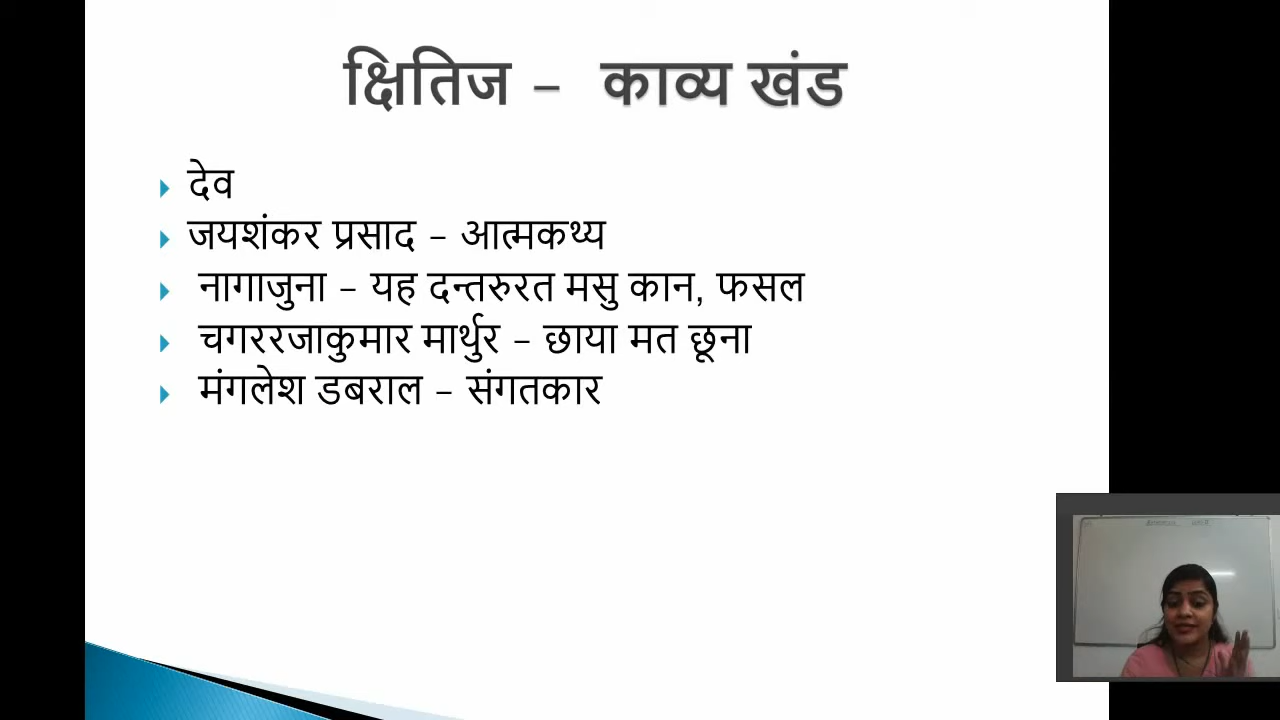 क्षितिज – काव्य खंड
देव
जयशंकर प्रसाद – आत्मकथ्य
नागाजुना – यह दन्तरुरत मसु कान, फसल
चगररजाकुमार मार्थुर – छाया मत छूना
मंगलेश डबराल – संगतकार